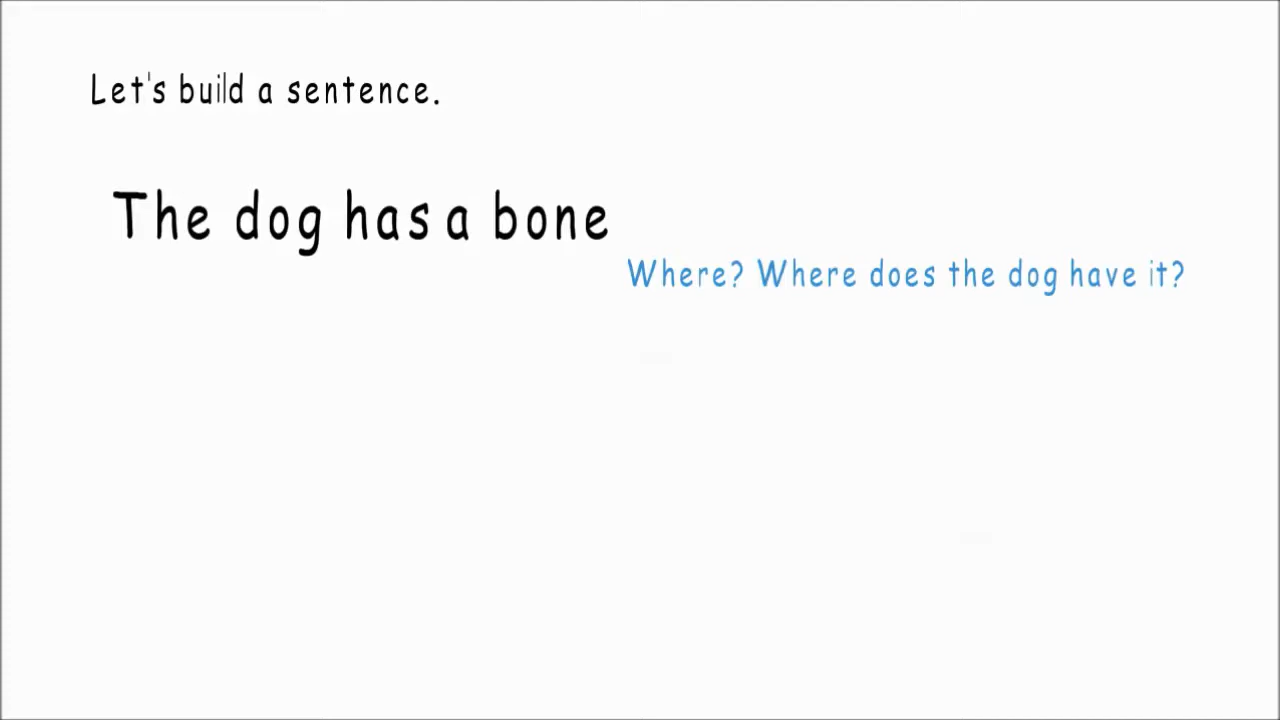 Let's build a sentence.
The dog has a bone
Where? Where does the dog have it?